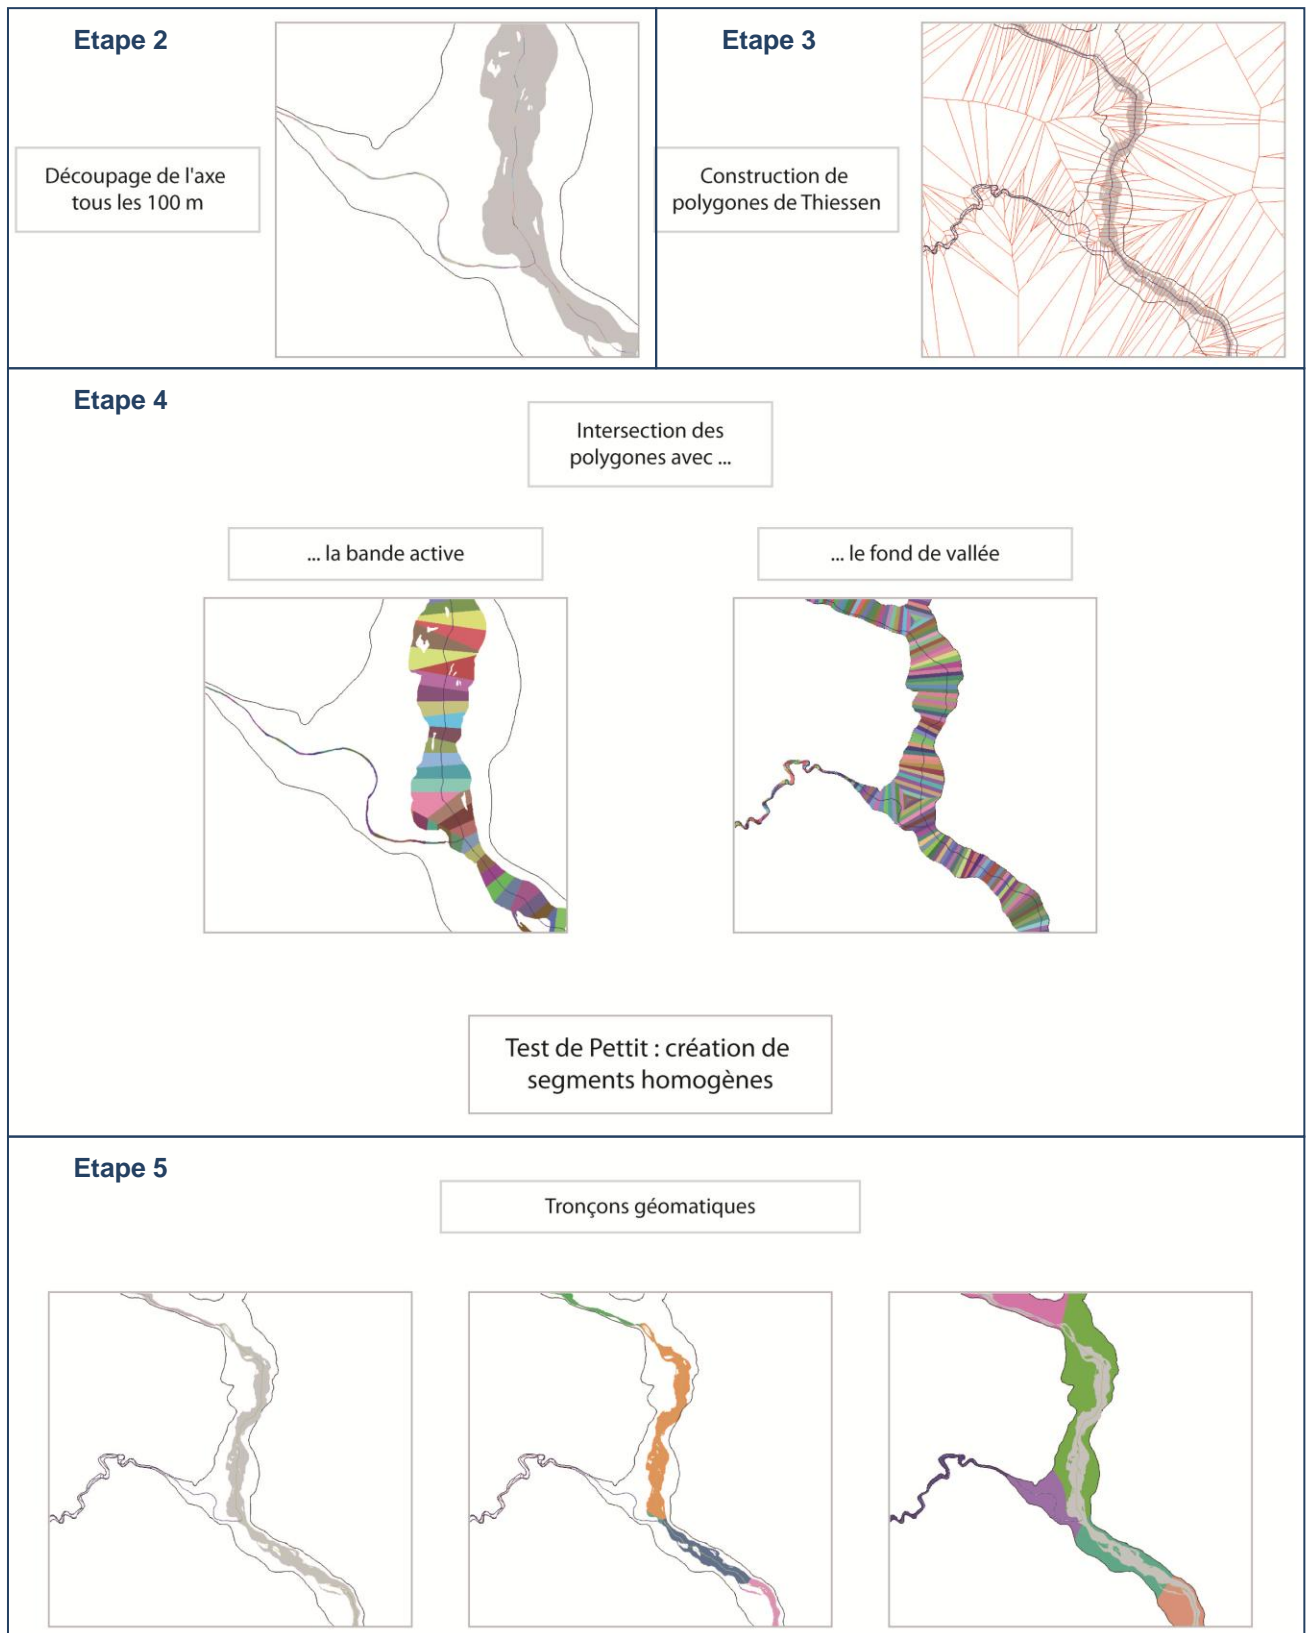 Etape 2
Découpage de l'axe
tous les 100 m
Etape 3
Construction de
polygones de Thiessen
Etape 4
Intersection des
polygones avec ...
... la bande active
... le fond de vallée
Test de Pettit : création de
segments homogènes
Etape 5
Tronçons géomatiques